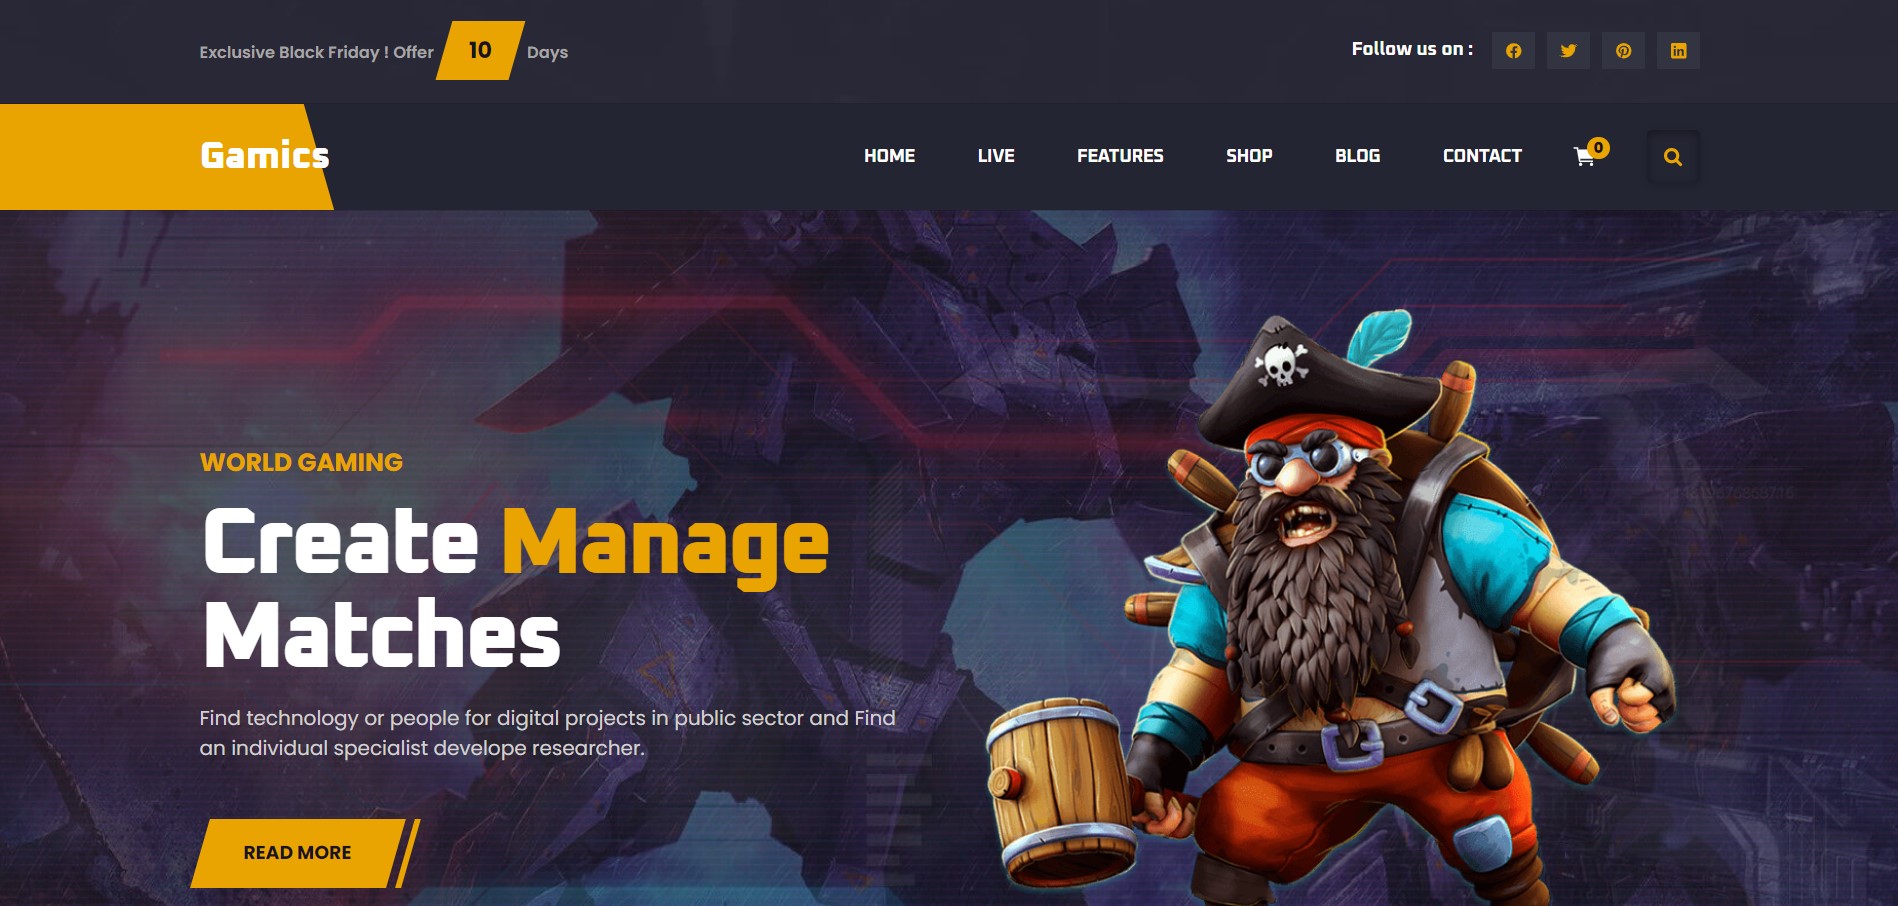 Exclusive Black Friday ! Offer 10 Days
Follow us on :
Gamics
HOME LIVE FEATURES SHOP BLOG CONTACT 0
WORLD GAMING
Create Manage
Matches
Find technology or people for digital projects in public sector and Find
an individual specialist develope researcher.
READ MORE